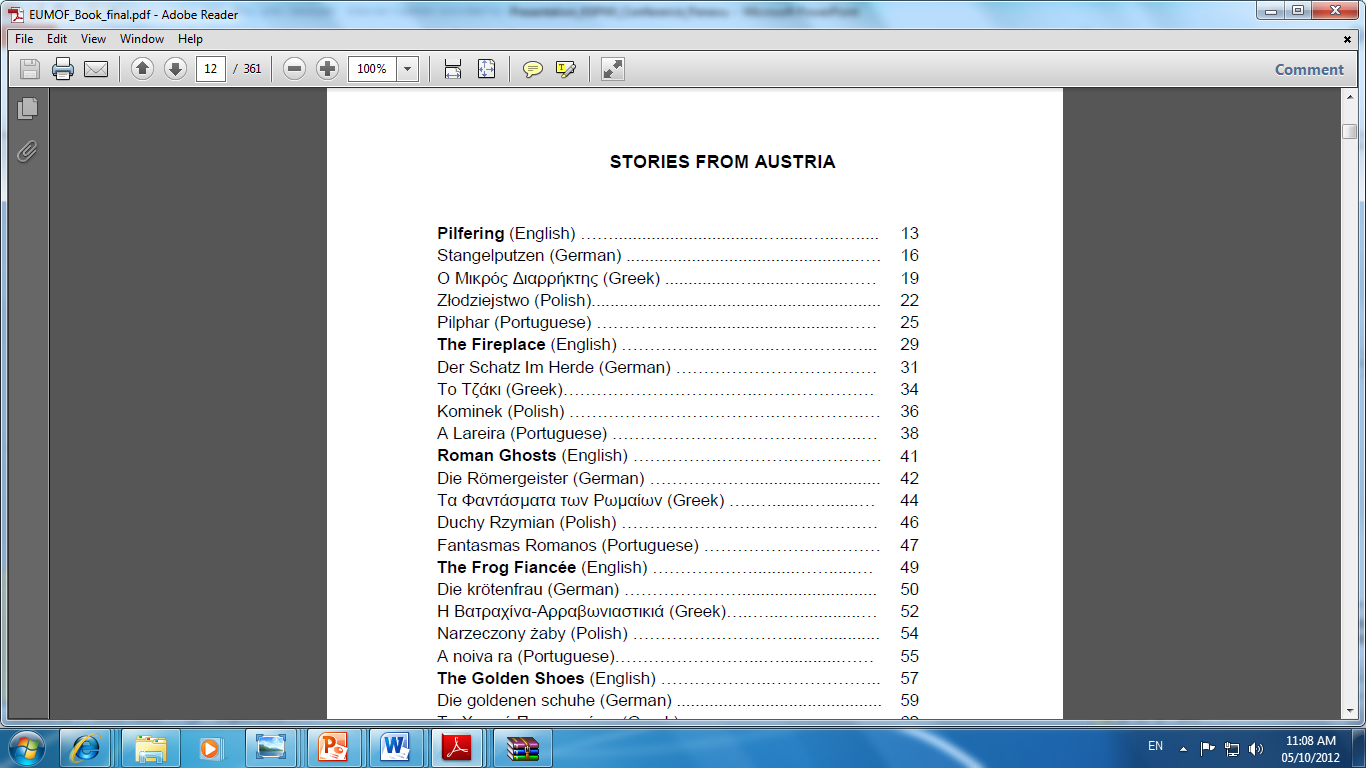 EUMOF_Book_final.pdf - Adobe Reader
File Edit View Window Help
12 / 361 100% Comment
STORIES FROM AUSTRIA
Pilfering (English) ……...................................…......…...….... 13
Stangelputzen (German) ..................................................…. 16
Ο Μικρός Διαρρήκτης (Greek) ...............…......…........…… 19
Złodziejstwo (Polish)............................................................. 22
Pilphar (Portuguese) …………….................................…… 25
The Fireplace (English) ……………..…………..………….... 29
Der Schatz Im Herde (German) ……………………………… 31
Το Τζάκι (Greek)……………………………..………………… 34
Kominek (Polish) ……………………………..…………..…… 36
A Lareira (Portuguese) ……………………………………..… 38
Roman Ghosts (English) …………………………..………… 41
Die Römergeister (German) ……………….......................... 42
Τα Φαντάσματα των Ρωμαίων (Greek) ….…......…........… 44
Duchy Rzymian (Polish) ………………………………….… 46
Fantasmas Romanos (Portuguese) ………………..……… 47
The Frog Fiancée (English) ……………….........…….......… 49
Die krötenfrau (German) ………………............................. 50
Η Βατραχίνα-Αρραβωνιαστικιά (Greek)…..…...…...........… 52
Narzeczony żaby (Polish) ……………………...…............. 54
A noiva ra (Portuguese)………………………..…...........…… 55
The Golden Shoes (English) …………………..………….... 57
Die goldenen schuhe (German) ............................................ 59
EN 11:08 AM
05/10/2012